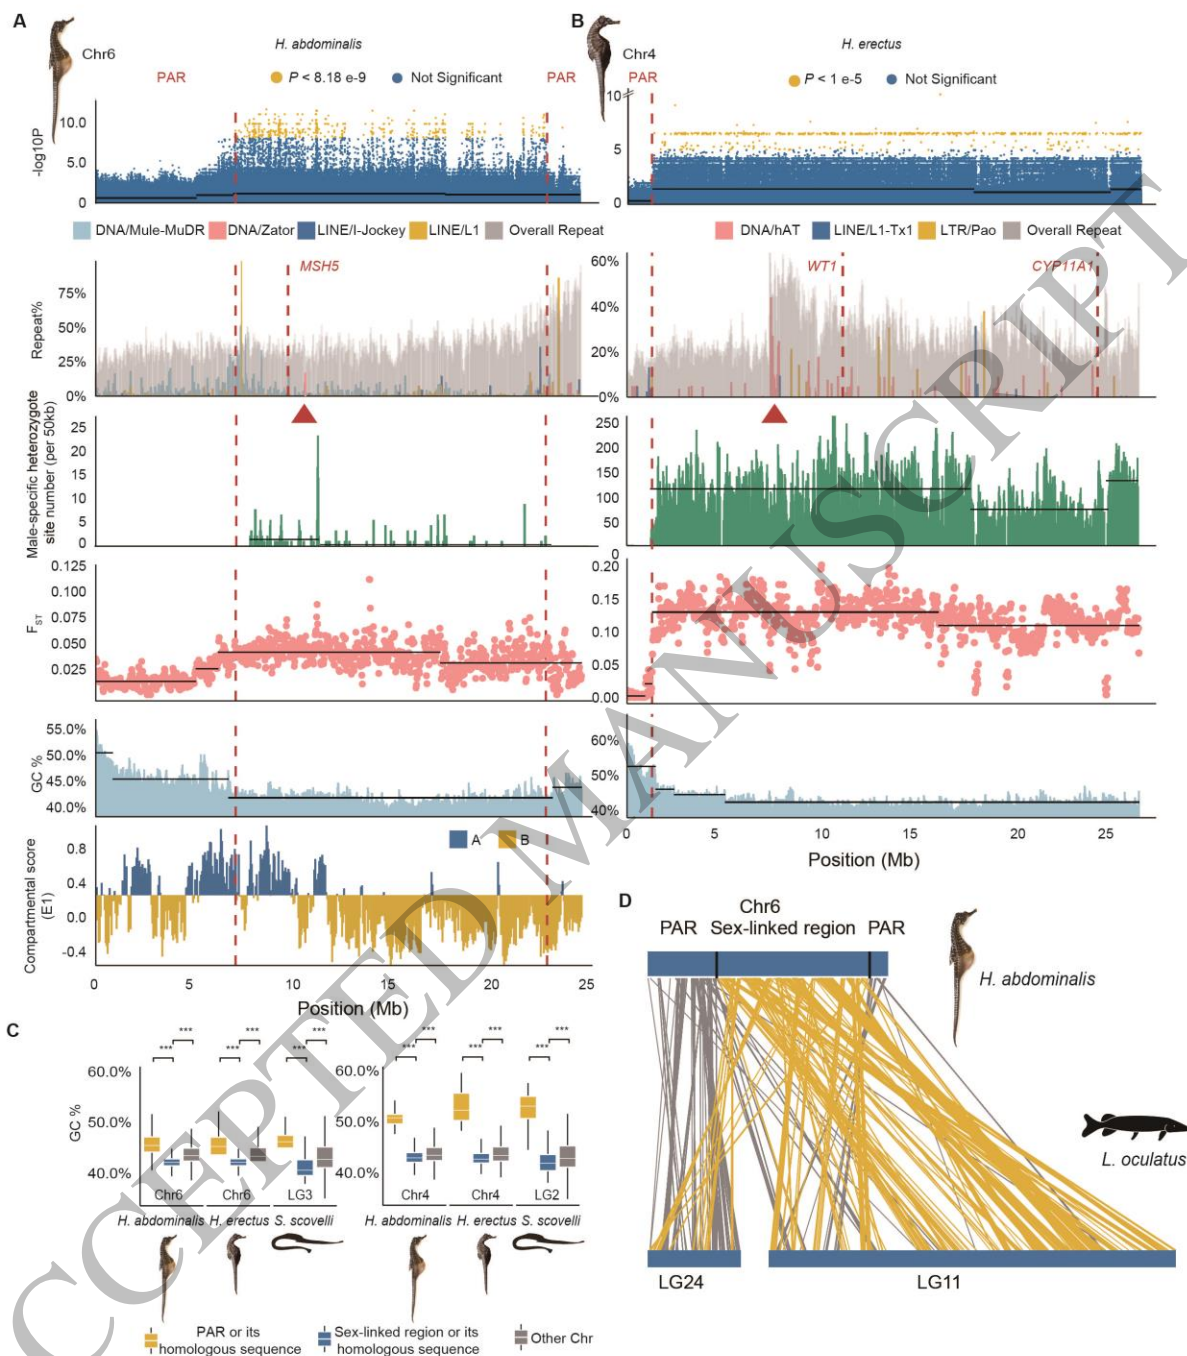 A
Chr6
H. abdominalis
PAR
P < 8.18 e-9
Not Significant
PAR
-log10P
10.0
5.0
0
DNA/Mule-MuDR
DNA/Zator
LINE/I-Jockey
LINE/L1
Overall Repeat
MSH5
Repeat%
75%
50%
25%
0%
Male-specific heterozygote
site number (per 50kb)
25
20
15
10
5
0
FST
0.125
0.100
0.075
0.050
0.025
GC %
55.0%
50.0%
45.0%
40.0%
A
B
Compartmental score
(E1)
0.8
0.4
0.0
-0.4
0
5
10
15
20
25
Position (Mb)
B
Chr4
H. erectus
PAR
P < 1 e-5
Not Significant
10
5
0
DNA/hAT
LINE/L1-Tx1
LTR/Pao
Overall Repeat
WT1
CYP11A1
60%
40%
20%
0%
250
200
150
100
50
0
0.20
0.15
0.10
0.05
0.00
60%
50%
40%
0
5
10
15
20
25
Position (Mb)
C
***
***
***
***
***
***
***
***
***
***
***
***
GC %
60.0%
50.0%
40.0%
Chr6
Chr6
LG3
H. abdominalis
H. erectus
S. scovelli
60.0%
50.0%
40.0%
Chr4
Chr4
LG2
H. abdominalis
H. erectus
S. scovelli
PAR or its
homologous sequence
Sex-linked region or its
homologous sequence
Other Chr
D
Chr6
PAR
Sex-linked region
PAR
H. abdominalis
L. oculatus
LG24
LG11
CCEPTED MANUSCRIPT